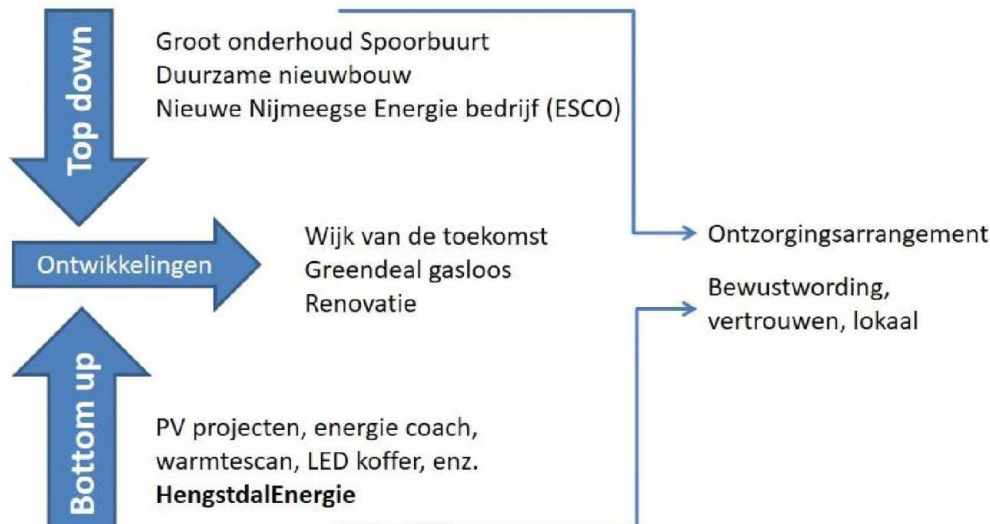 Top down
Groot onderhoud Spoorbuurt
Duurzame nieuwbouw
Nieuwe Nijmeegse Energie bedrijf (ESCO)
Ontwikkelingen
Wijk van de toekomst
Greendeal gasloos
Renovatie
Ontzorgingsarrangement
Bewustwording,
vertrouwen, lokaal
Bottom up
PV projecten, energie coach,
warmtescan, LED koffer, enz.
HengstdalEnergie